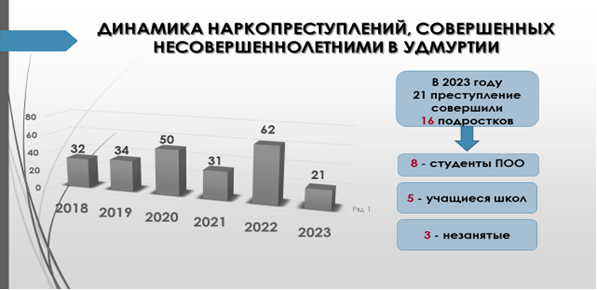 ДИНАМИКА НАРКОПРЕСТУПЛЕНИЙ, СОВЕРШЕННЫХ
НЕСОВЕРШЕННОЛЕТНИМИ В УДМУРТИИ
80
60
40
20
0
32
34
50
31
62
21
2018
2019
2020
2021
2022
2023
Ряд 1
В 2023 году
21 преступление
совершили
16 подростков
8 - студенты ПОО
5 - учащиеся школ
3 - незанятые